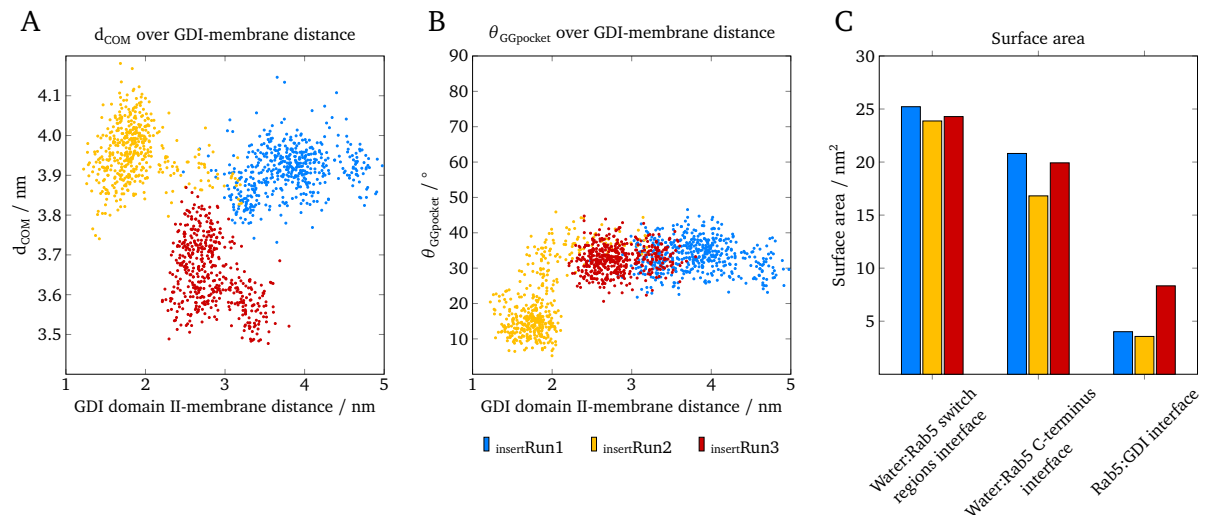 A
d_COM over GDI-membrane distance
d_COM / nm
4.1
4.0
3.9
3.8
3.7
3.6
3.5
1 2 3 4 5
GDI domain II-membrane distance / nm
B
θ_GGpocket over GDI-membrane distance
θ_GGpocket / °
90
80
70
60
50
40
30
20
10
1 2 3 4 5
GDI domain II-membrane distance / nm
insertRun1 insertRun2 insertRun3
C
Surface area
Surface area / nm²
30
25
20
15
10
5
Water:Rab5 switch
regions interface
Water:Rab5 C-terminus
interface
Rab5:GDI interface